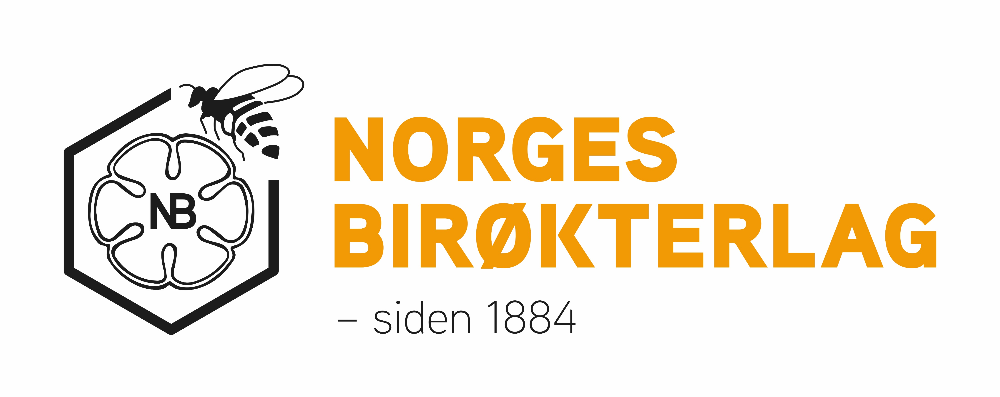 NB
NORGES
BIRØKTERLAG
– siden 1884